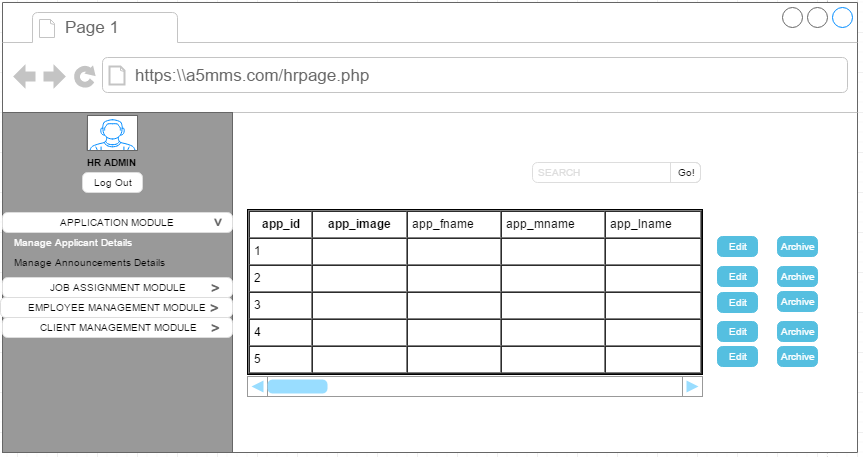 Page 1
https:\\a5mms.com/hrpage.php
HR ADMIN
Log Out
APPLICATION MODULE >
Manage Applicant Details
Manage Announcements Details
JOB ASSIGNMENT MODULE >
EMPLOYEE MANAGEMENT MODULE >
CLIENT MANAGEMENT MODULE >
SEARCH Go!
app_id app_image app_fname app_mname app_lname
1 Edit Archive
2 Edit Archive
3 Edit Archive
4 Edit Archive
5 Edit Archive